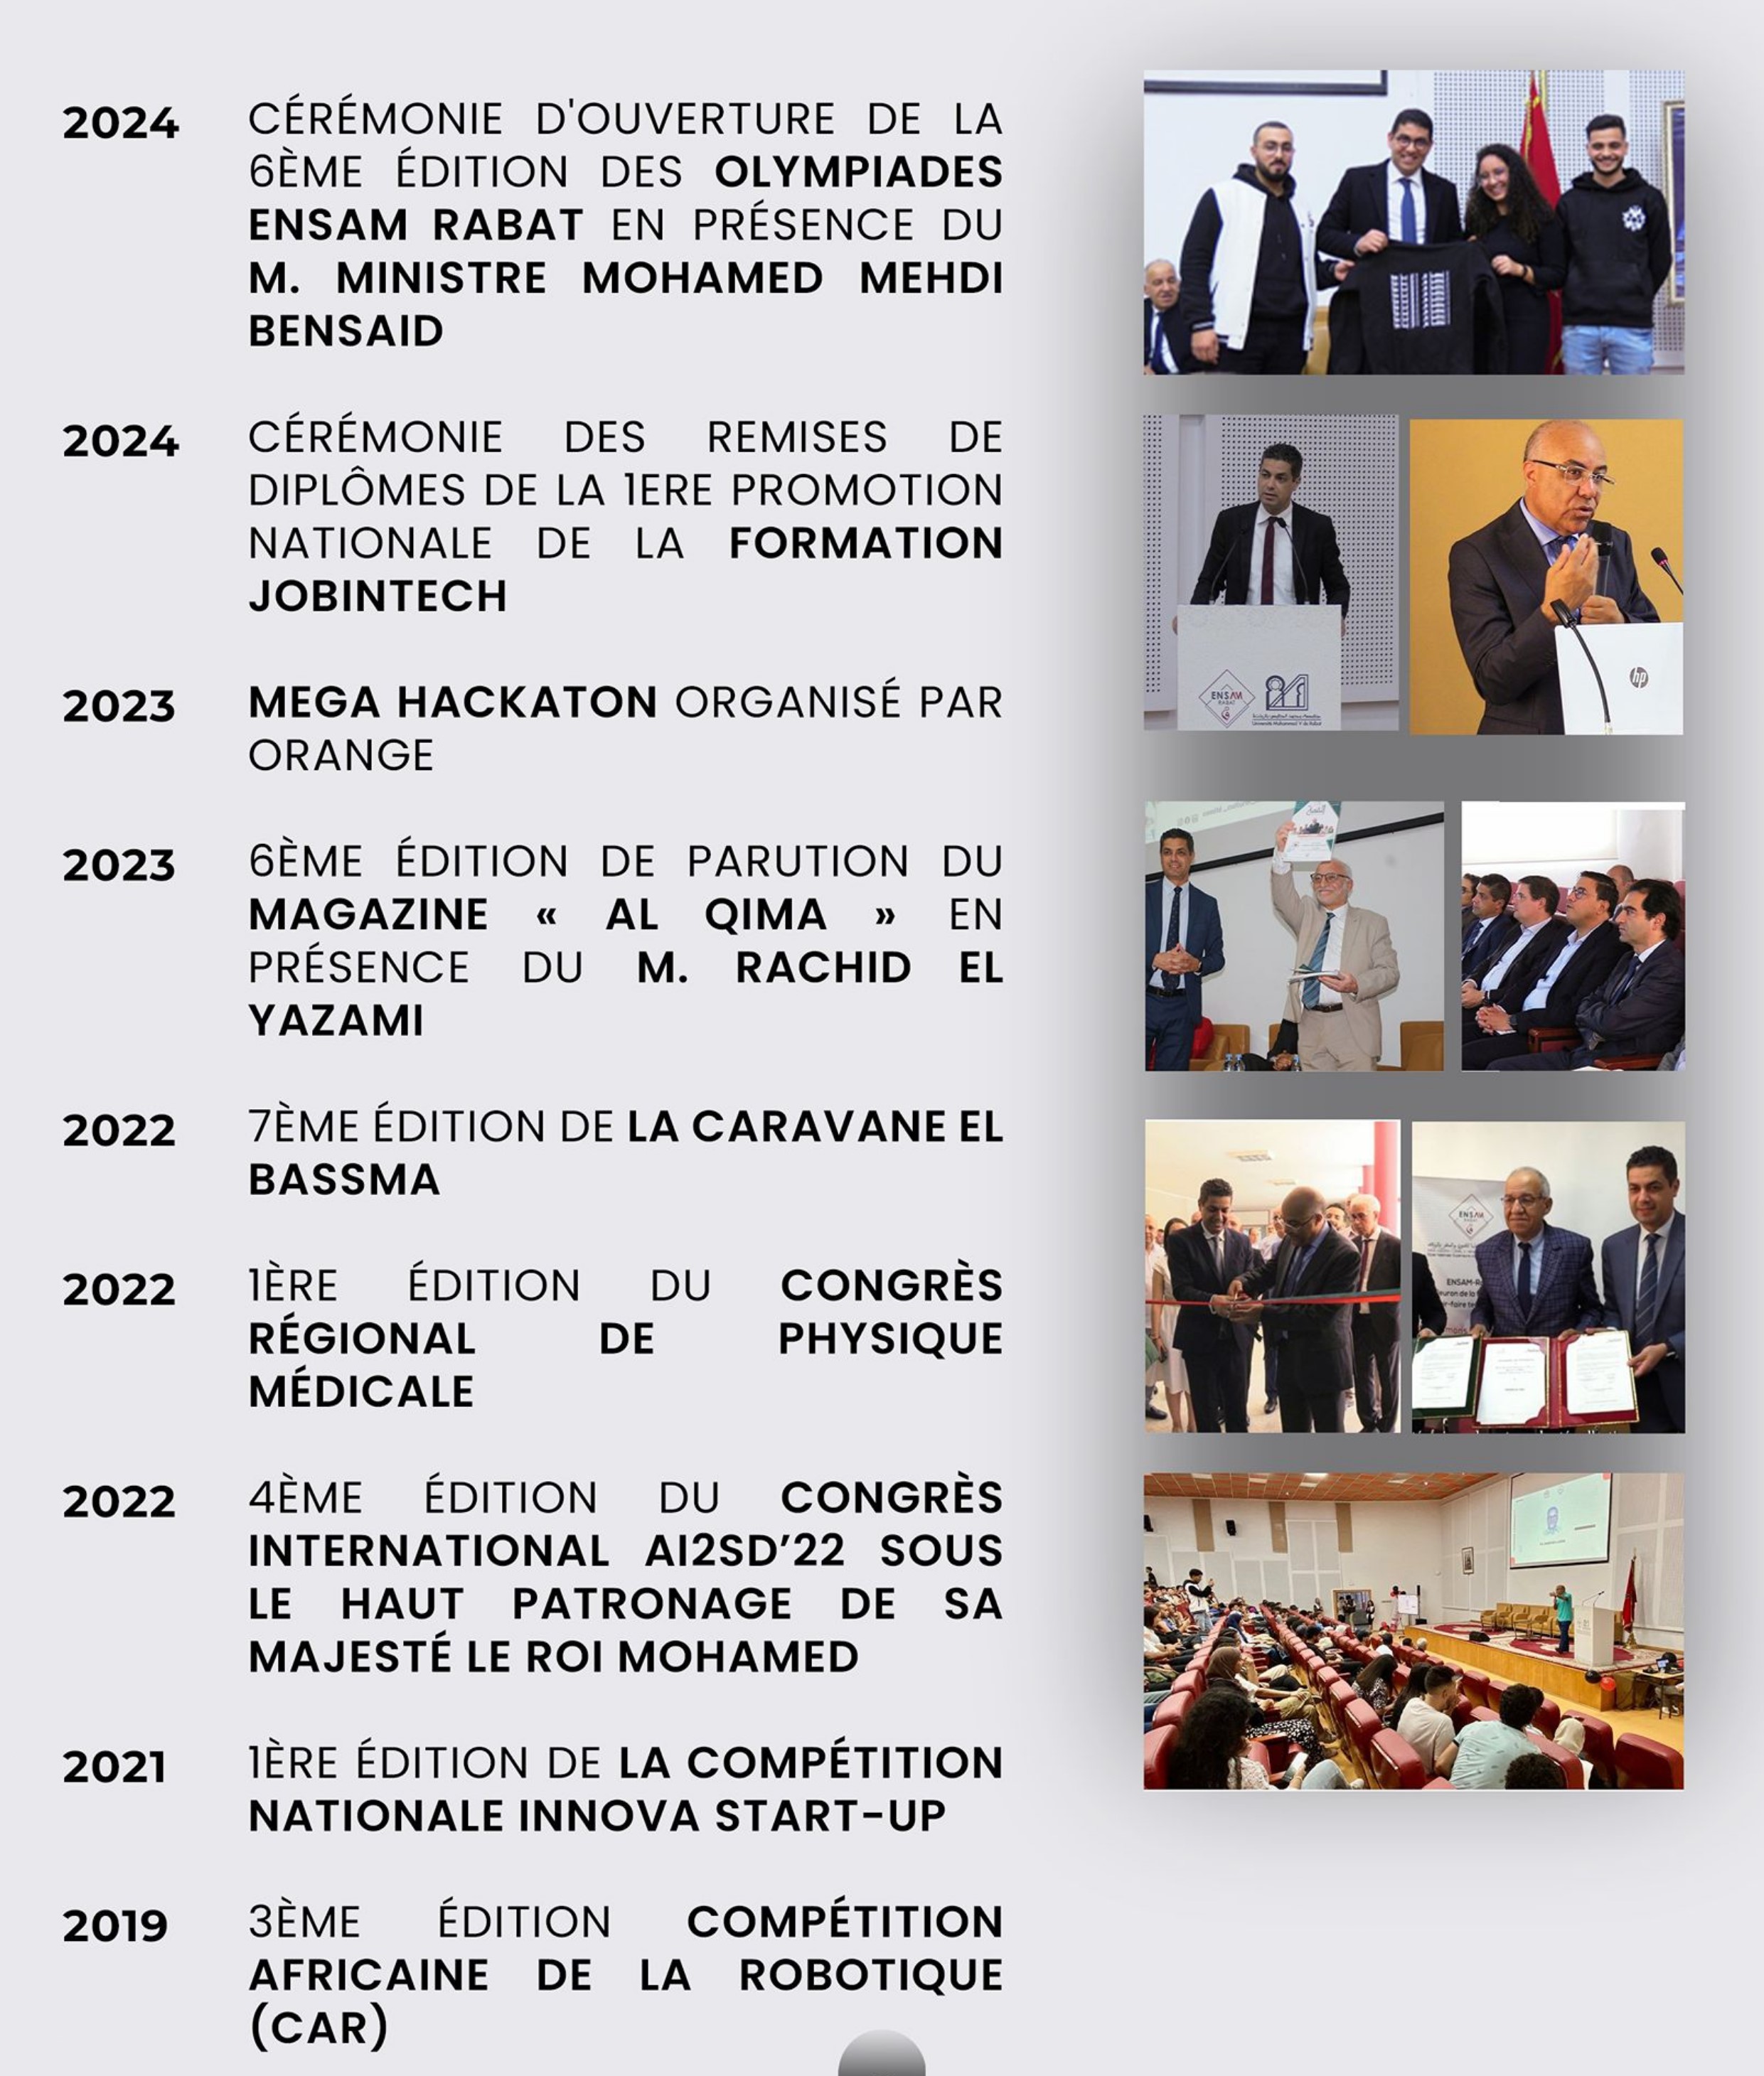 2024
CÉRÉMONIE D'OUVERTURE DE LA
6ÈME ÉDITION DES OLYMPIADES
ENSAM RABAT EN PRÉSENCE DU
M. MINISTRE MOHAMED MEHDI
BENSAID
2024
CÉRÉMONIE DES REMISES DE
DIPLÔMES DE LA 1ERE PROMOTION
NATIONALE DE LA FORMATION
JOBINTECH
2023
MEGA HACKATON ORGANISÉ PAR
ORANGE
2023
6ÈME ÉDITION DE PARUTION DU
MAGAZINE « AL QIMA » EN
PRÉSENCE DU M. RACHID EL
YAZAMI
2022
7ÈME ÉDITION DE LA CARAVANE EL
BASSMA
2022
1ÈRE ÉDITION DU CONGRÈS
RÉGIONAL DE PHYSIQUE
MÉDICALE
2022
4ÈME ÉDITION DU CONGRÈS
INTERNATIONAL AI2SD’22 SOUS
LE HAUT PATRONAGE DE SA
MAJESTÉ LE ROI MOHAMED
2021
1ÈRE ÉDITION DE LA COMPÉTITION
NATIONALE INNOVA START-UP
2019
3ÈME ÉDITION COMPÉTITION
AFRICAINE DE LA ROBOTIQUE
(CAR)
ENSAM
RABAT
Université Mohammed V de Rabat
hp
ENSAM
RABAT